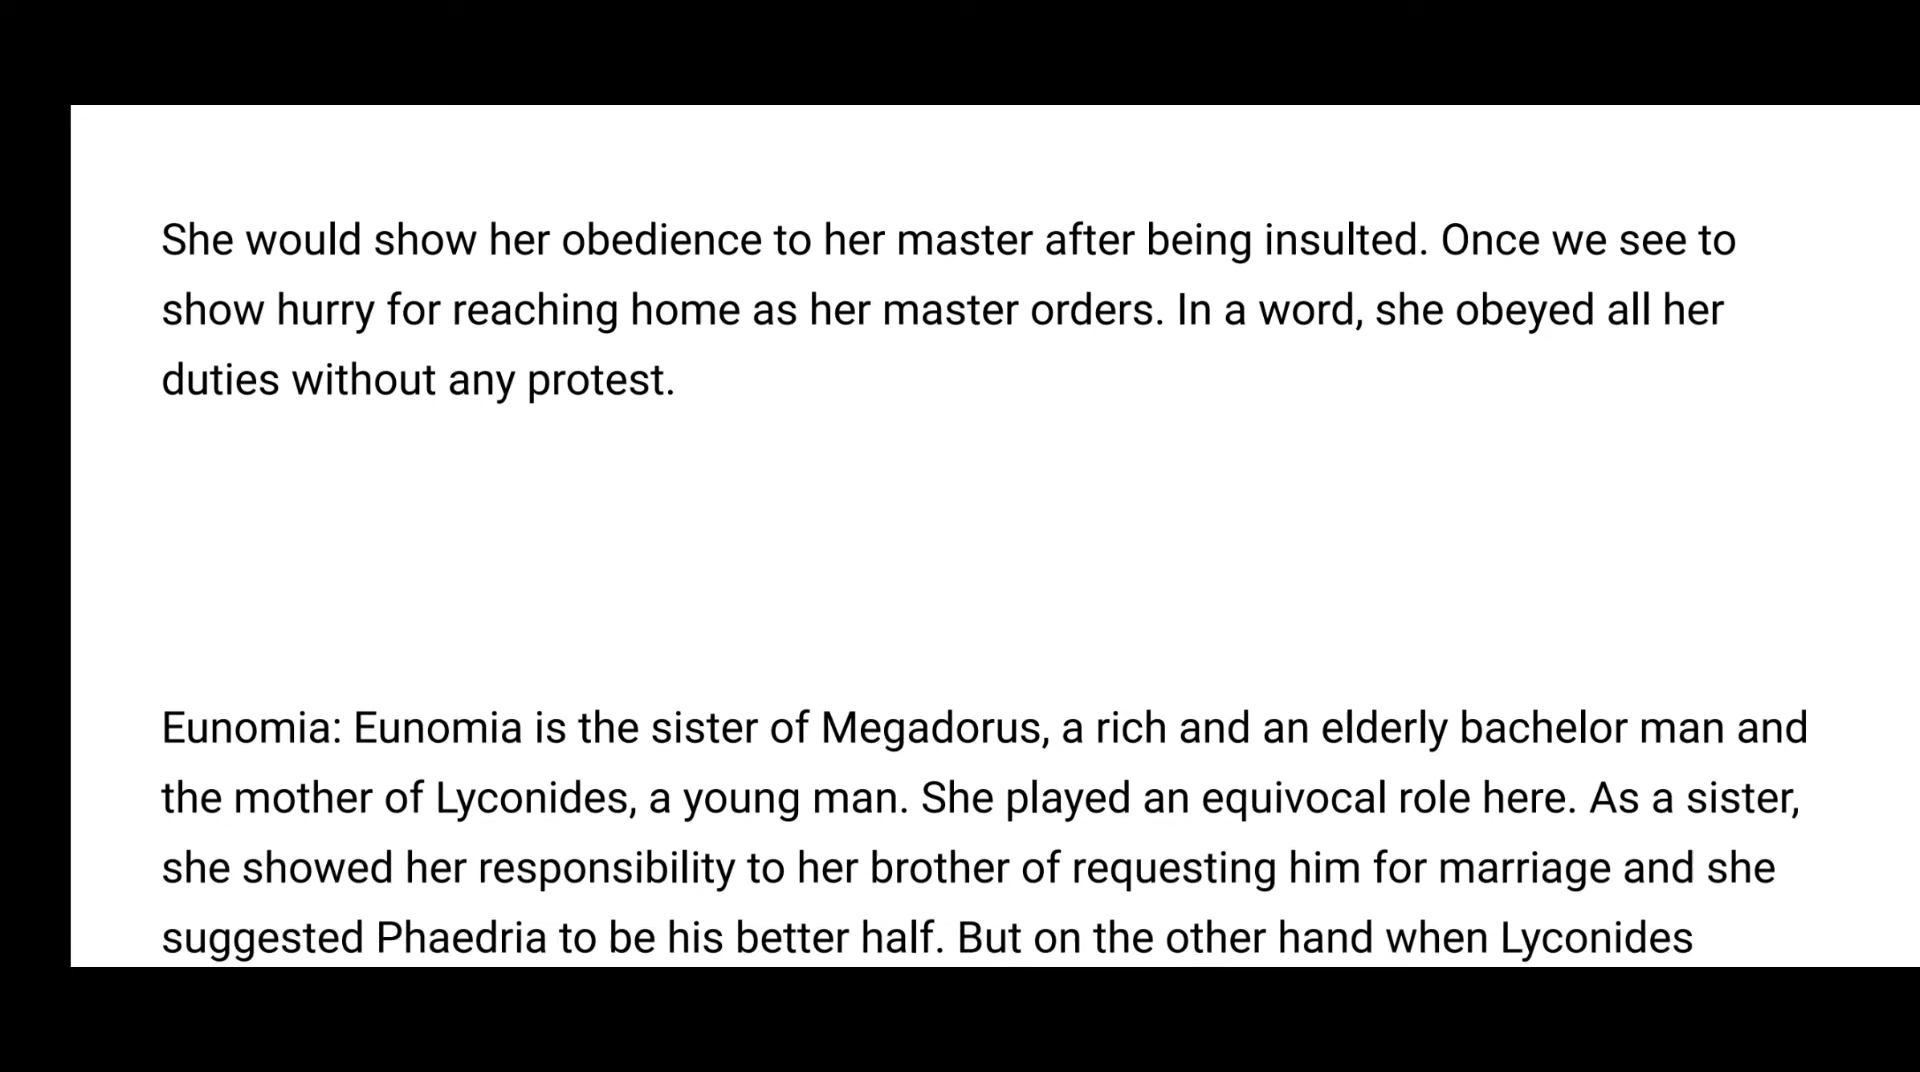 She would show her obedience to her master after being insulted. Once we see to
show hurry for reaching home as her master orders. In a word, she obeyed all her
duties without any protest.
Eunomia: Eunomia is the sister of Megadorus, a rich and an elderly bachelor man and
the mother of Lyconides, a young man. She played an equivocal role here. As a sister,
she showed her responsibility to her brother of requesting him for marriage and she
suggested Phaedria to be his better half. But on the other hand when Lyconides